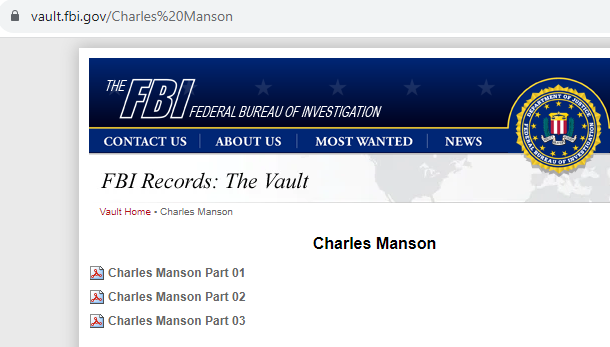 vault.fbi.gov/Charles%20Manson
THE FBI FEDERAL BUREAU OF INVESTIGATION
CONTACT US ABOUT US MOST WANTED NEWS
DEPARTMENT OF JUSTICE
FEDERAL BUREAU OF INVESTIGATION
FBI Records: The Vault
Vault Home • Charles Manson
Charles Manson
Charles Manson Part 01
Charles Manson Part 02
Charles Manson Part 03